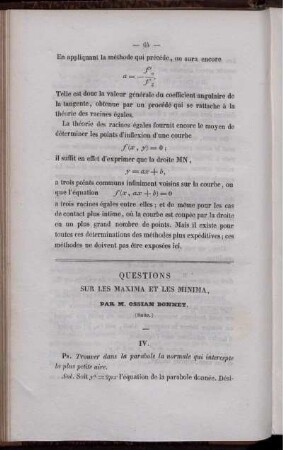 — 64 —
En appliquant la méthode qui précède, on aura encore
a = − f'x / f'y
Telle est donc la valeur générale du coefficient angulaire de
la tangente, obtenue par un procédé qui se rattache à la
théorie des racines égales.
La théorie des racines égales fournit encore le moyen de
déterminer les points d'inflexion d'une courbe
f(x, y) = 0 ;
il suffit en effet d'exprimer que la droite MN,
y = ax + b,
a trois points communs infiniment voisins sur la courbe, ou
que l'équation f(x, ax + b) = 0
a trois racines égales entre elles ; et de même pour les cas
de contact plus intime, où la courbe est coupée par la droite
en un plus grand nombre de points. Mais il existe pour
toutes ces déterminations des méthodes plus expéditives ; ces
méthodes ne doivent pas être exposées ici.
QUESTIONS
SUR LES MAXIMA ET LES MINIMA,
PAR M. OSSIAN BONNET.
(Suite.)
IV.
Pb. Trouver dans la parabole la normale qui intercepte
la plus petite aire.
Sol. Soit y² = 2px l'équation de la parabole donnée. Dési-